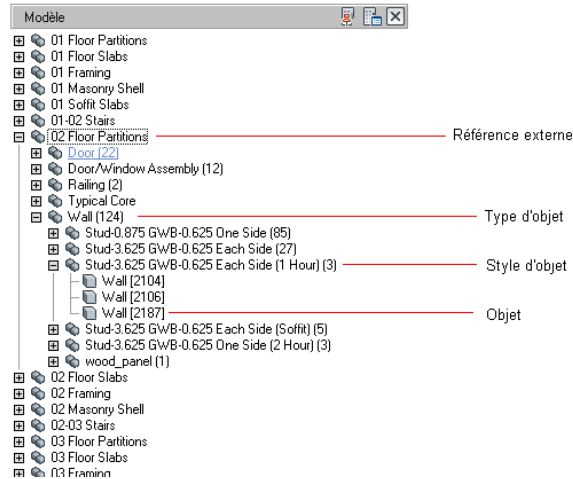 Modèle
01 Floor Partitions
01 Floor Slabs
01 Framing
01 Masonry Shell
01 Soffit Slabs
01-02 Stairs
02 Floor Partitions Référence externe
Door (22)
Door/Window Assembly (12)
Railing (2)
Typical Core
Wall (124) Type d'objet
Stud-0.875 GWB-0.625 One Side (85)
Stud-3.625 GWB-0.625 Each Side (27)
Stud-3.625 GWB-0.625 Each Side (1 Hour) (3) Style d'objet
Wall [2104]
Wall [2106]
Wall [2187] Objet
Stud-3.625 GWB-0.625 Each Side (Soffit) (5)
Stud-3.625 GWB-0.625 One Side (2 Hour) (3)
wood_panel (1)
02 Floor Slabs
02 Framing
02 Masonry Shell
02-03 Stairs
03 Floor Partitions
03 Floor Slabs
03 Framing